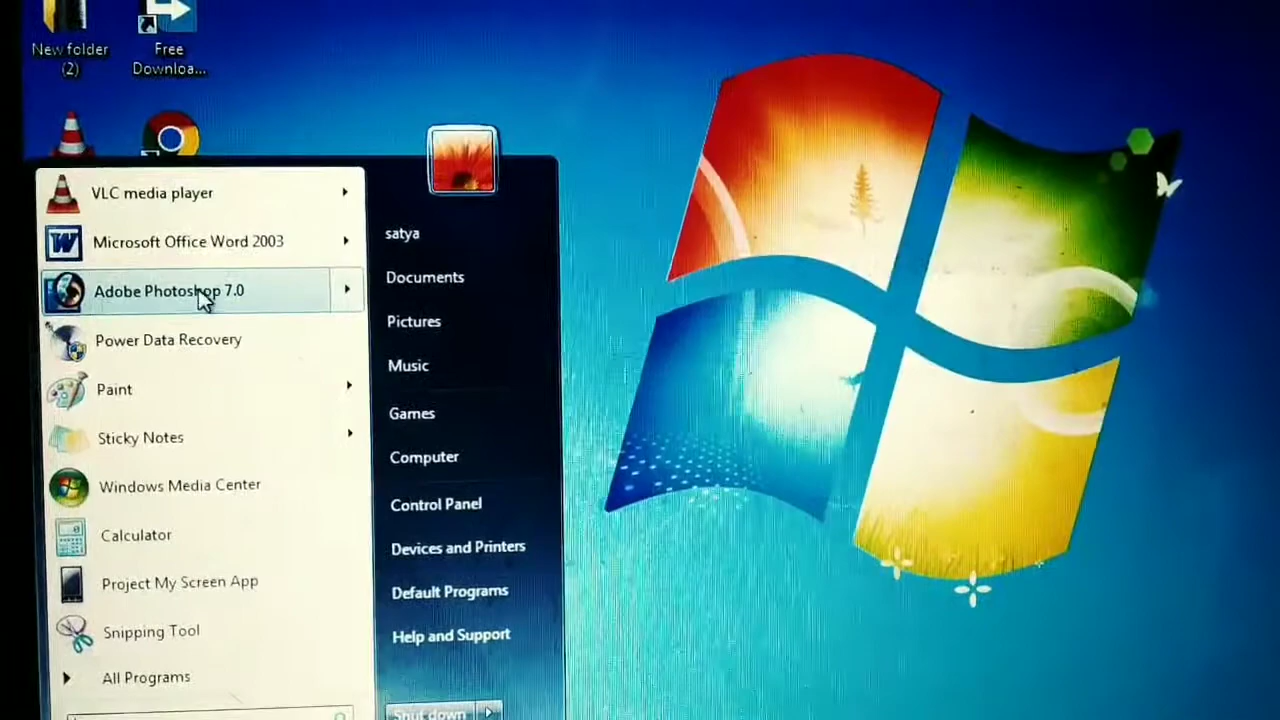 New folder
(2)
Free
Downloa...
VLC media player
Microsoft Office Word 2003
Adobe Photoshop 7.0
Power Data Recovery
Paint
Sticky Notes
Windows Media Center
Calculator
Project My Screen App
Snipping Tool
All Programs
satya
Documents
Pictures
Music
Games
Computer
Control Panel
Devices and Printers
Default Programs
Help and Support
Shut down